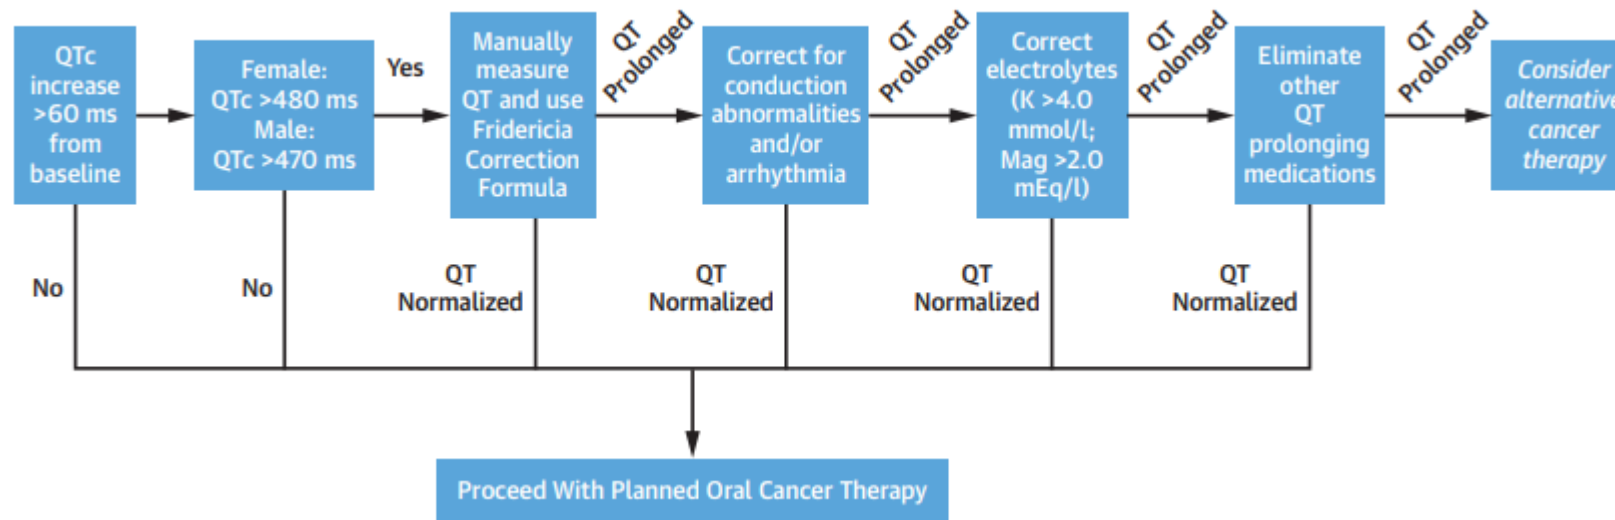 QTc
increase
>60 ms
from
baseline
Female:
QTc >480 ms
Male:
QTc >470 ms
Yes
Manually
measure
QT and use
Fridericia
Correction
Formula
QT
Prolonged
Correct for
conduction
abnormalities
and/or
arrhythmia
QT
Prolonged
Correct
electrolytes
(K >4.0
mmol/l;
Mag >2.0
mEq/l)
QT
Prolonged
Eliminate
other
QT
prolonging
medications
QT
Prolonged
Consider
alternative
cancer
therapy
No
No
QT
Normalized
QT
Normalized
QT
Normalized
QT
Normalized
Proceed With Planned Oral Cancer Therapy